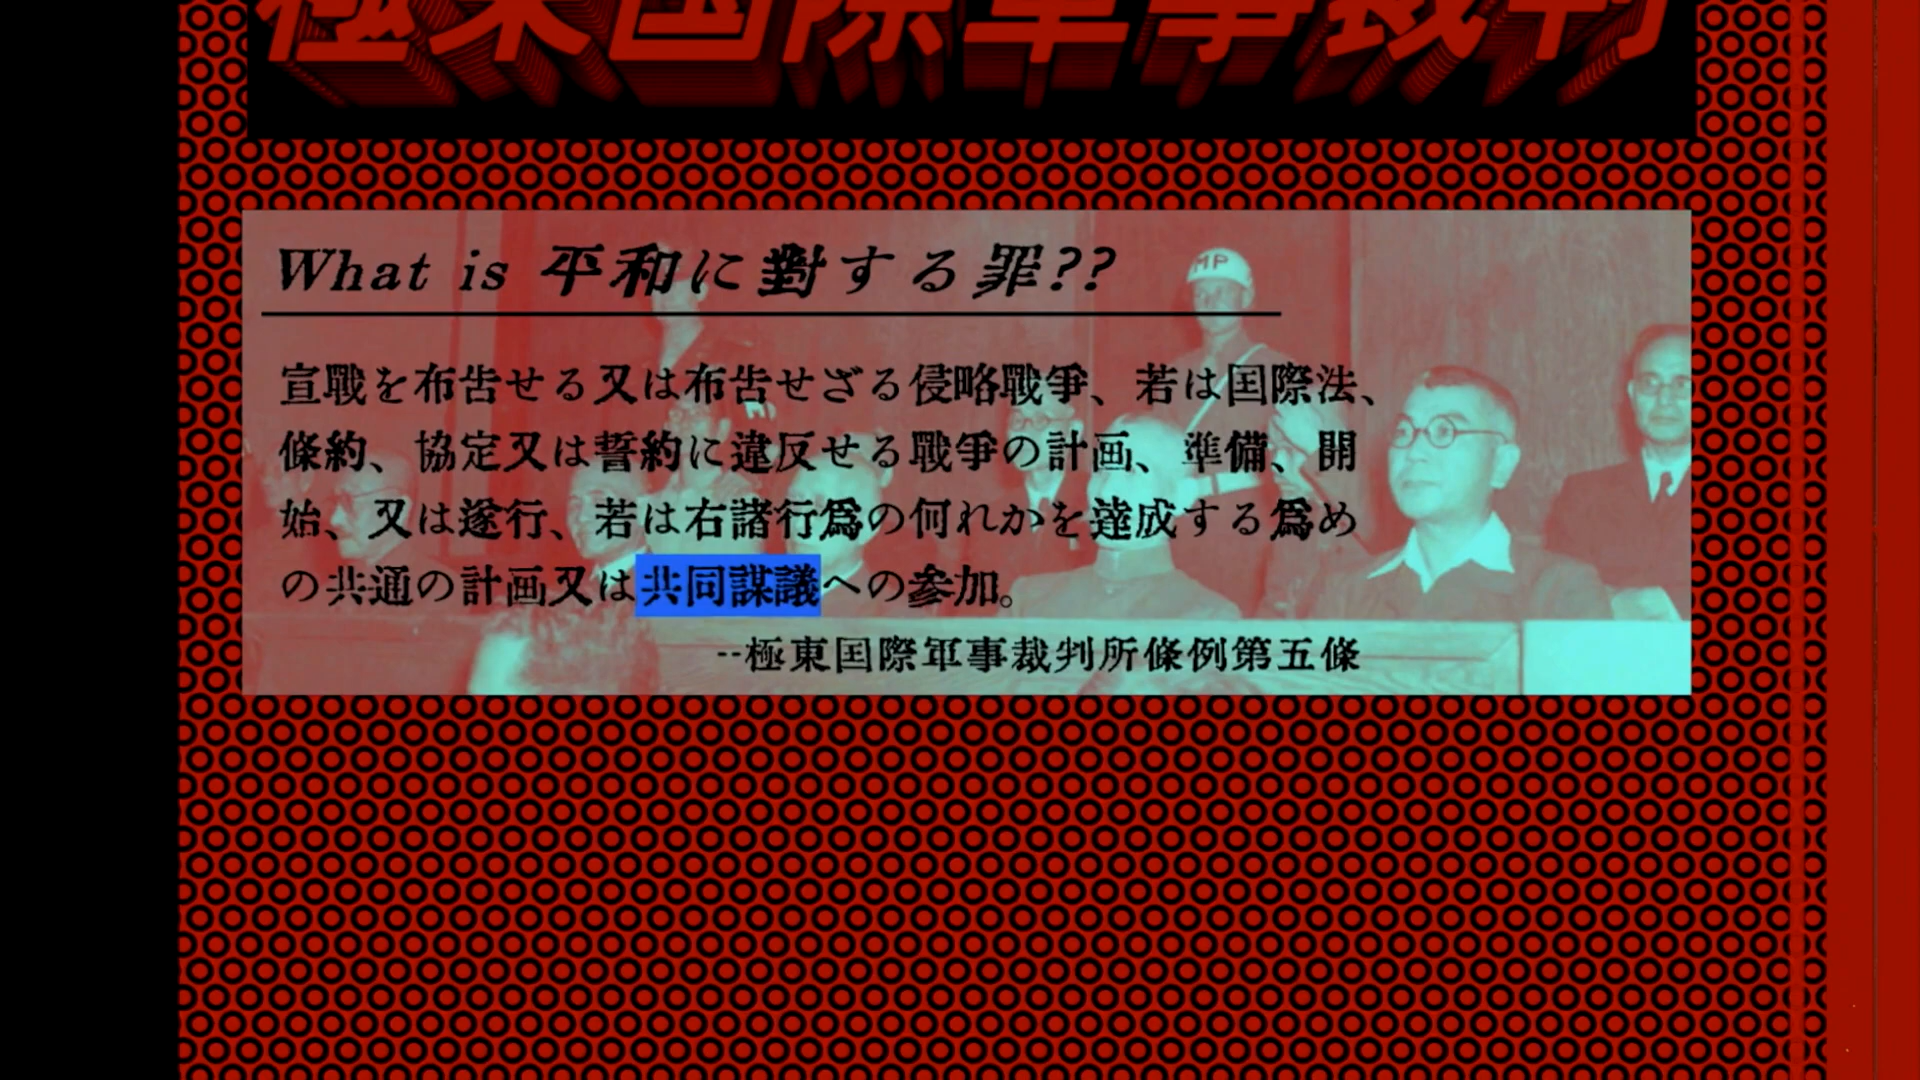 極東国際軍事裁判
What is 平和に對する罪??
MP
宣戰を布告せる又は布告せざる侵略戰爭、若は国際法、
條約、協定又は誓約に違反せる戰爭の計画、準備、開
始、又は遂行、若は右諸行爲の何れかを達成する爲め
の共通の計画又は共同謀議への参加。
--極東国際軍事裁判所條例第五條